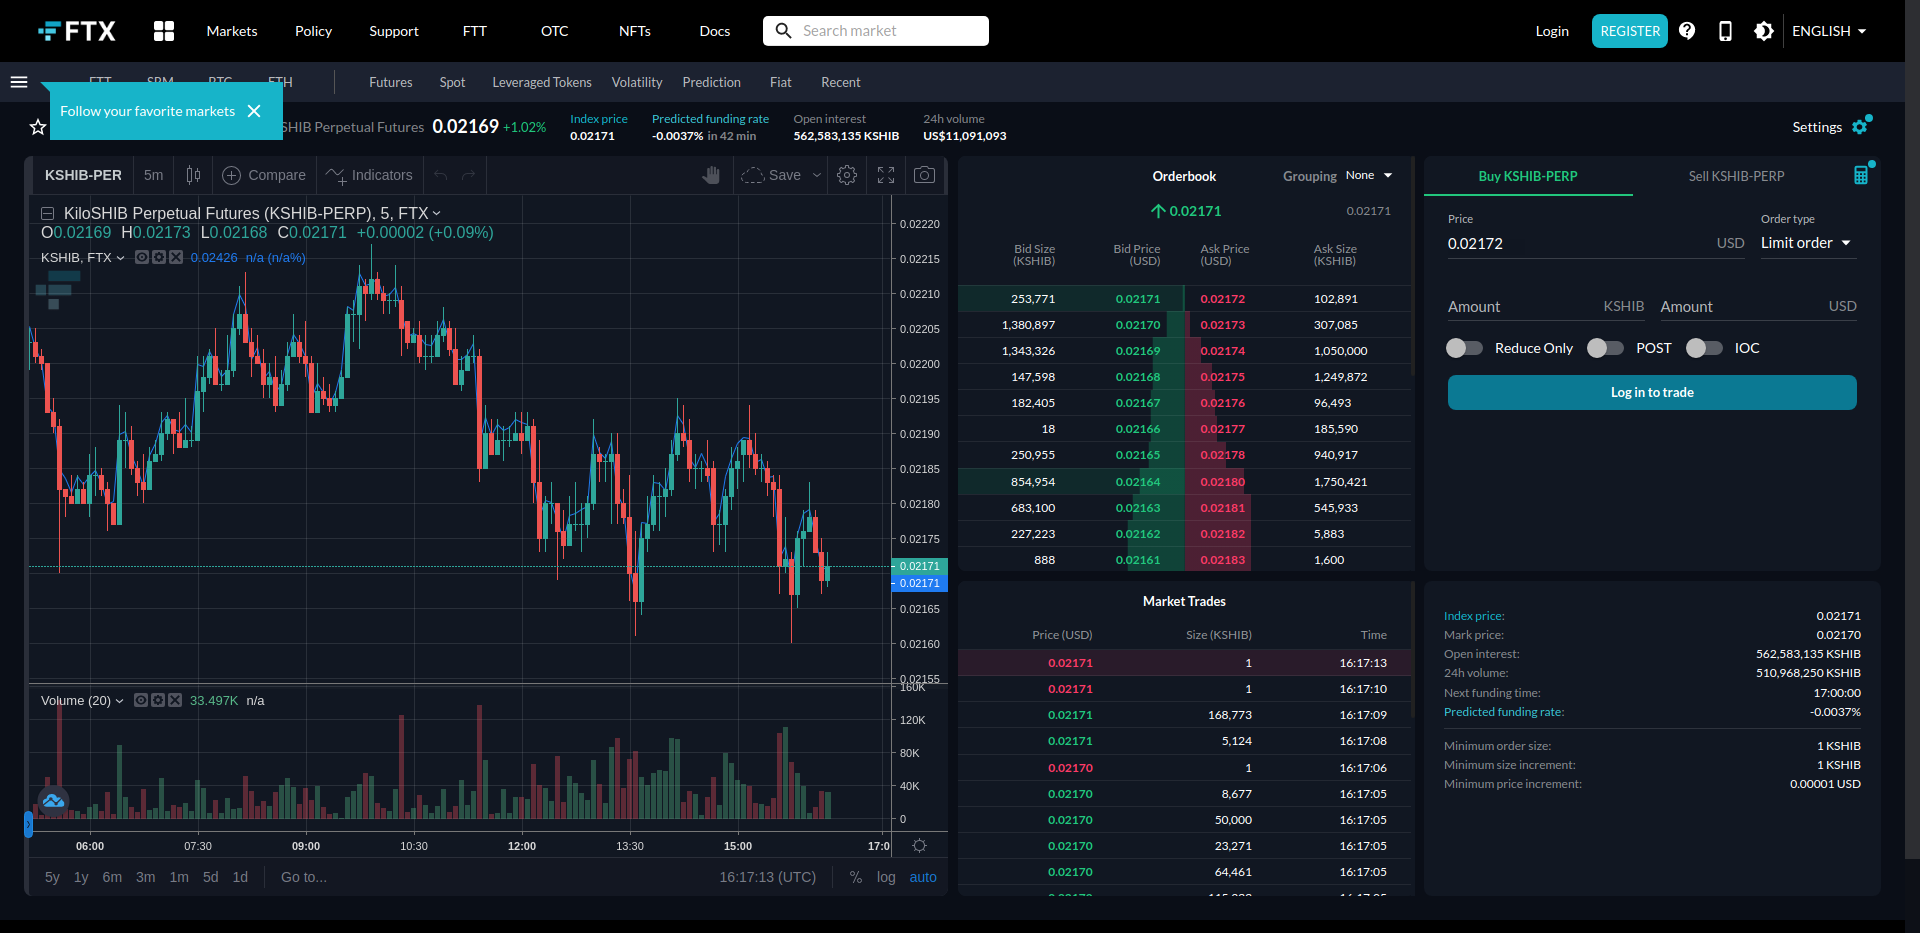 FTX Markets Policy Support FTT OTC NFTs Docs Search market Login REGISTER ENGLISH
FTT SRM BTC ETH Futures Spot Leveraged Tokens Volatility Prediction Fiat Recent
Follow your favorite markets
SHIB Perpetual Futures 0.02169 +1.02%
Index price
0.02171
Predicted funding rate
-0.0037% in 42 min
Open interest
562,583,135 KSHIB
24h volume
US$11,091,093
Settings
KSHIB-PER 5m Compare Indicators Save
KiloSHIB Perpetual Futures (KSHIB-PERP), 5, FTX
O0.02169 H0.02173 L0.02168 C0.02171 +0.00002 (+0.09%)
KSHIB, FTX 0.02426 n/a (n/a%)
0.02220
0.02215
0.02210
0.02205
0.02200
0.02195
0.02190
0.02185
0.02180
0.02175
0.02171
0.02171
0.02165
0.02160
0.02155
Volume (20) 33.497K n/a
160K
120K
80K
40K
0
06:00 07:30 09:00 10:30 12:00 13:30 15:00 17:0
5y 1y 6m 3m 1m 5d 1d Go to... 16:17:13 (UTC) % log auto
Orderbook Grouping None
0.02171 0.02171
Bid Size (KSHIB) Bid Price (USD) Ask Price (USD) Ask Size (KSHIB)
253,771 0.02171 0.02172 102,891
1,380,897 0.02170 0.02173 307,085
1,343,326 0.02169 0.02174 1,050,000
147,598 0.02168 0.02175 1,249,872
182,405 0.02167 0.02176 96,493
18 0.02166 0.02177 185,590
250,955 0.02165 0.02178 940,917
854,954 0.02164 0.02180 1,750,421
683,100 0.02163 0.02181 545,933
227,223 0.02162 0.02182 5,883
888 0.02161 0.02183 1,600
Market Trades
Price (USD) Size (KSHIB) Time
0.02171 1 16:17:13
0.02171 1 16:17:10
0.02171 168,773 16:17:09
0.02171 5,124 16:17:08
0.02170 1 16:17:06
0.02170 8,677 16:17:05
0.02170 50,000 16:17:05
0.02170 23,271 16:17:05
0.02170 64,461 16:17:05
Buy KSHIB-PERP Sell KSHIB-PERP
Price Order type
0.02172 USD Limit order
Amount KSHIB Amount USD
Reduce Only POST IOC
Log in to trade
Index price: 0.02171
Mark price: 0.02170
Open interest: 562,583,135 KSHIB
24h volume: 510,968,250 KSHIB
Next funding time: 17:00:00
Predicted funding rate: -0.0037%
Minimum order size: 1 KSHIB
Minimum size increment: 1 KSHIB
Minimum price increment: 0.00001 USD